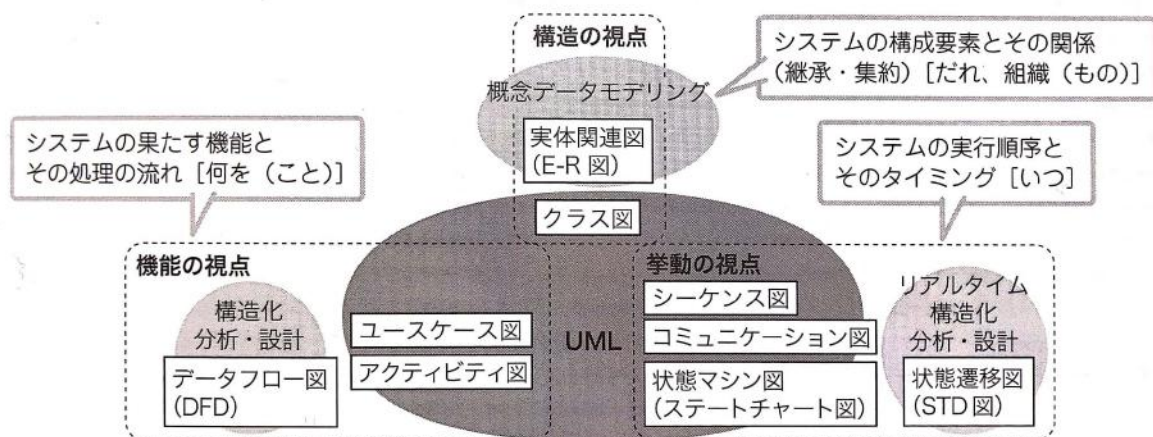 構造の視点
システムの構成要素とその関係
(継承・集約)[だれ、組織(もの)]
概念データモデリング
実体関連図
(E-R 図)
システムの果たす機能と
その処理の流れ[何を(こと)]
システムの実行順序と
そのタイミング[いつ]
クラス図
機能の視点
構造化
分析・設計
データフロー図
(DFD)
ユースケース図
アクティビティ図
UML
挙動の視点
シーケンス図
コミュニケーション図
状態マシン図
(ステートチャート図)
リアルタイム
構造化
分析・設計
状態遷移図
(STD 図)